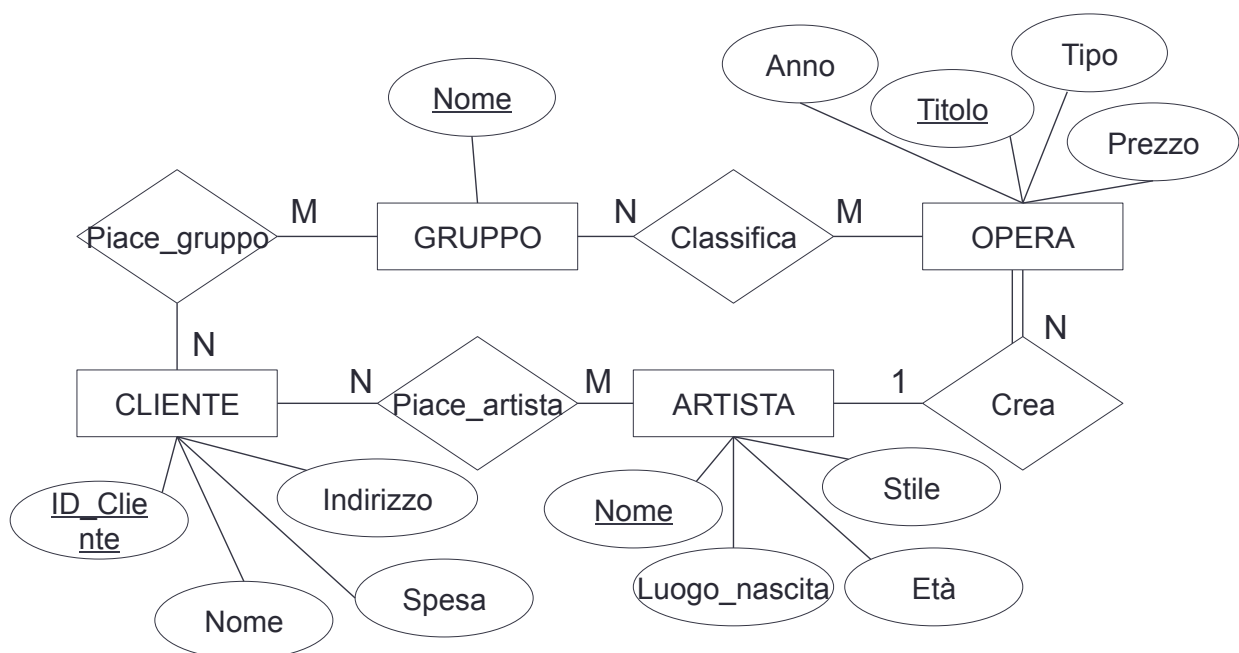 Tipo
Anno
Nome
Titolo
Prezzo
M
N
M
Piace_gruppo
GRUPPO
Classifica
OPERA
N
N
N
M
1
CLIENTE
Piace_artista
ARTISTA
Crea
Indirizzo
Stile
ID_Clie
nte
Nome
Luogo_nascita
Età
Spesa
Nome